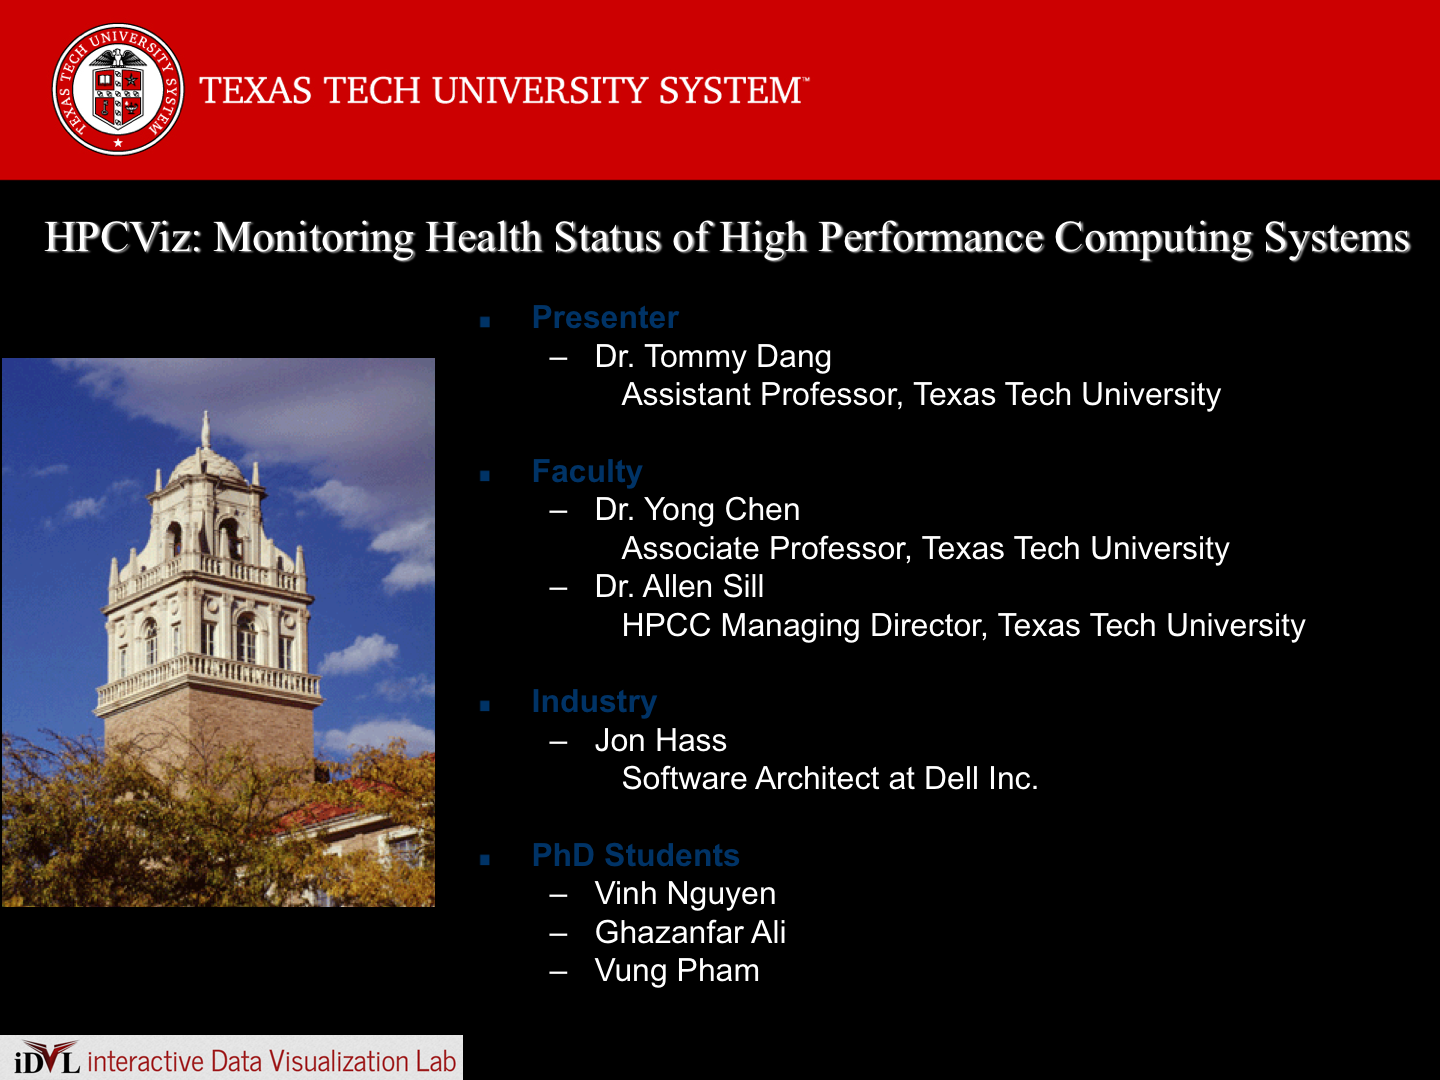 TEXAS TECH UNIVERSITY SYSTEM
TEXAS TECH UNIVERSITY SYSTEM™
HPCViz: Monitoring Health Status of High Performance Computing Systems
■ Presenter
– Dr. Tommy Dang
Assistant Professor, Texas Tech University
■ Faculty
– Dr. Yong Chen
Associate Professor, Texas Tech University
– Dr. Allen Sill
HPCC Managing Director, Texas Tech University
■ Industry
– Jon Hass
Software Architect at Dell Inc.
■ PhD Students
– Vinh Nguyen
– Ghazanfar Ali
– Vung Pham
iDVL interactive Data Visualization Lab